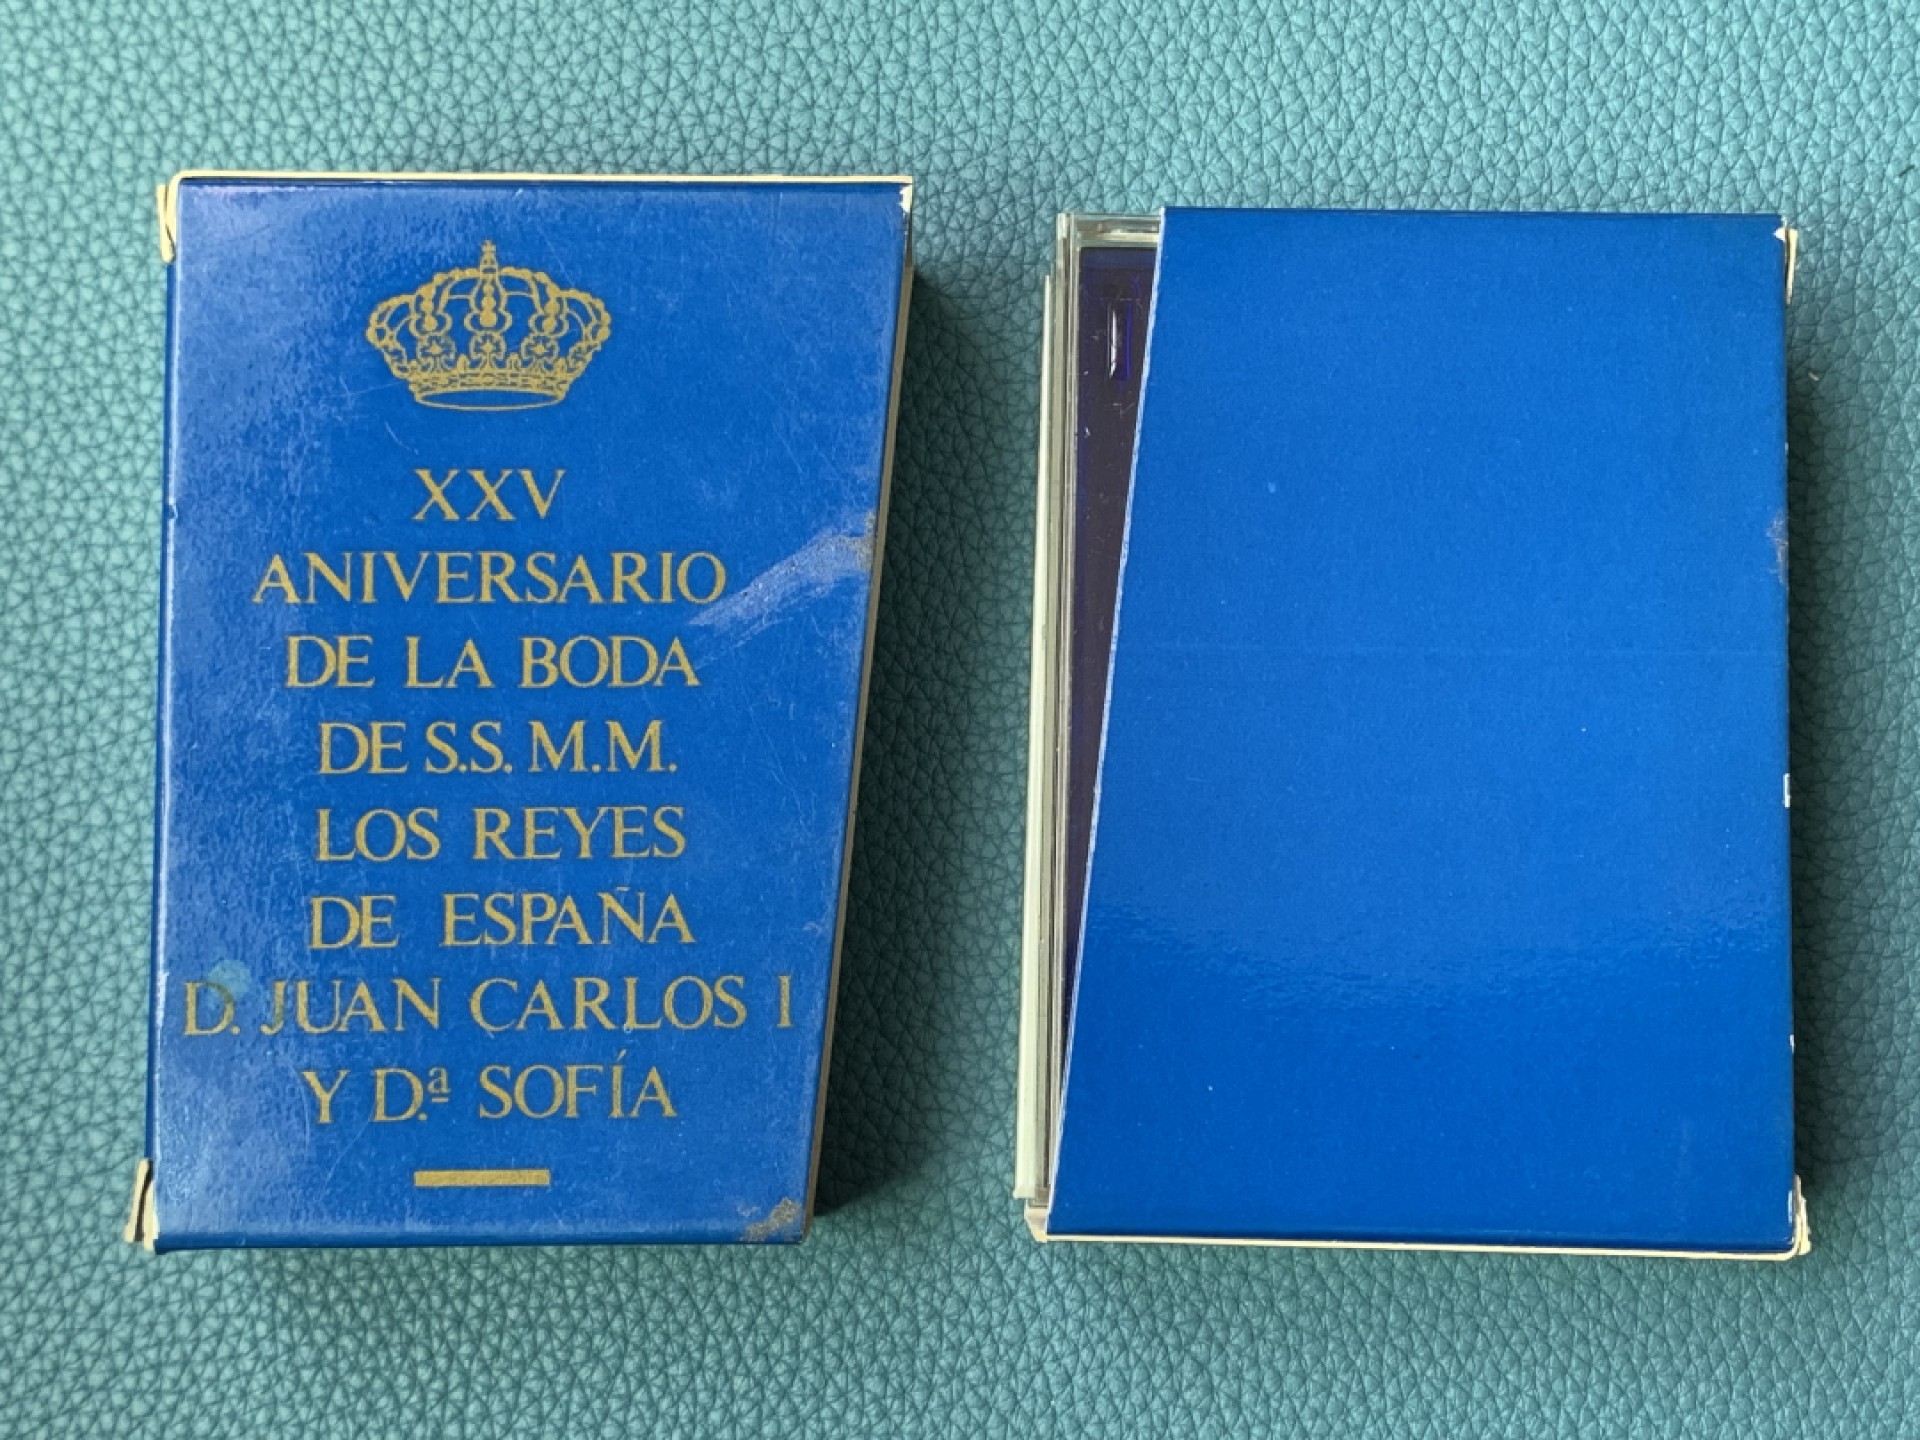 XXV
ANIVERSARIO
DE LA BODA
DE S.S. M.M.
LOS REYES
DE ESPAÑA
D. JUAN CARLOS I
Y D.ª SOFÍA